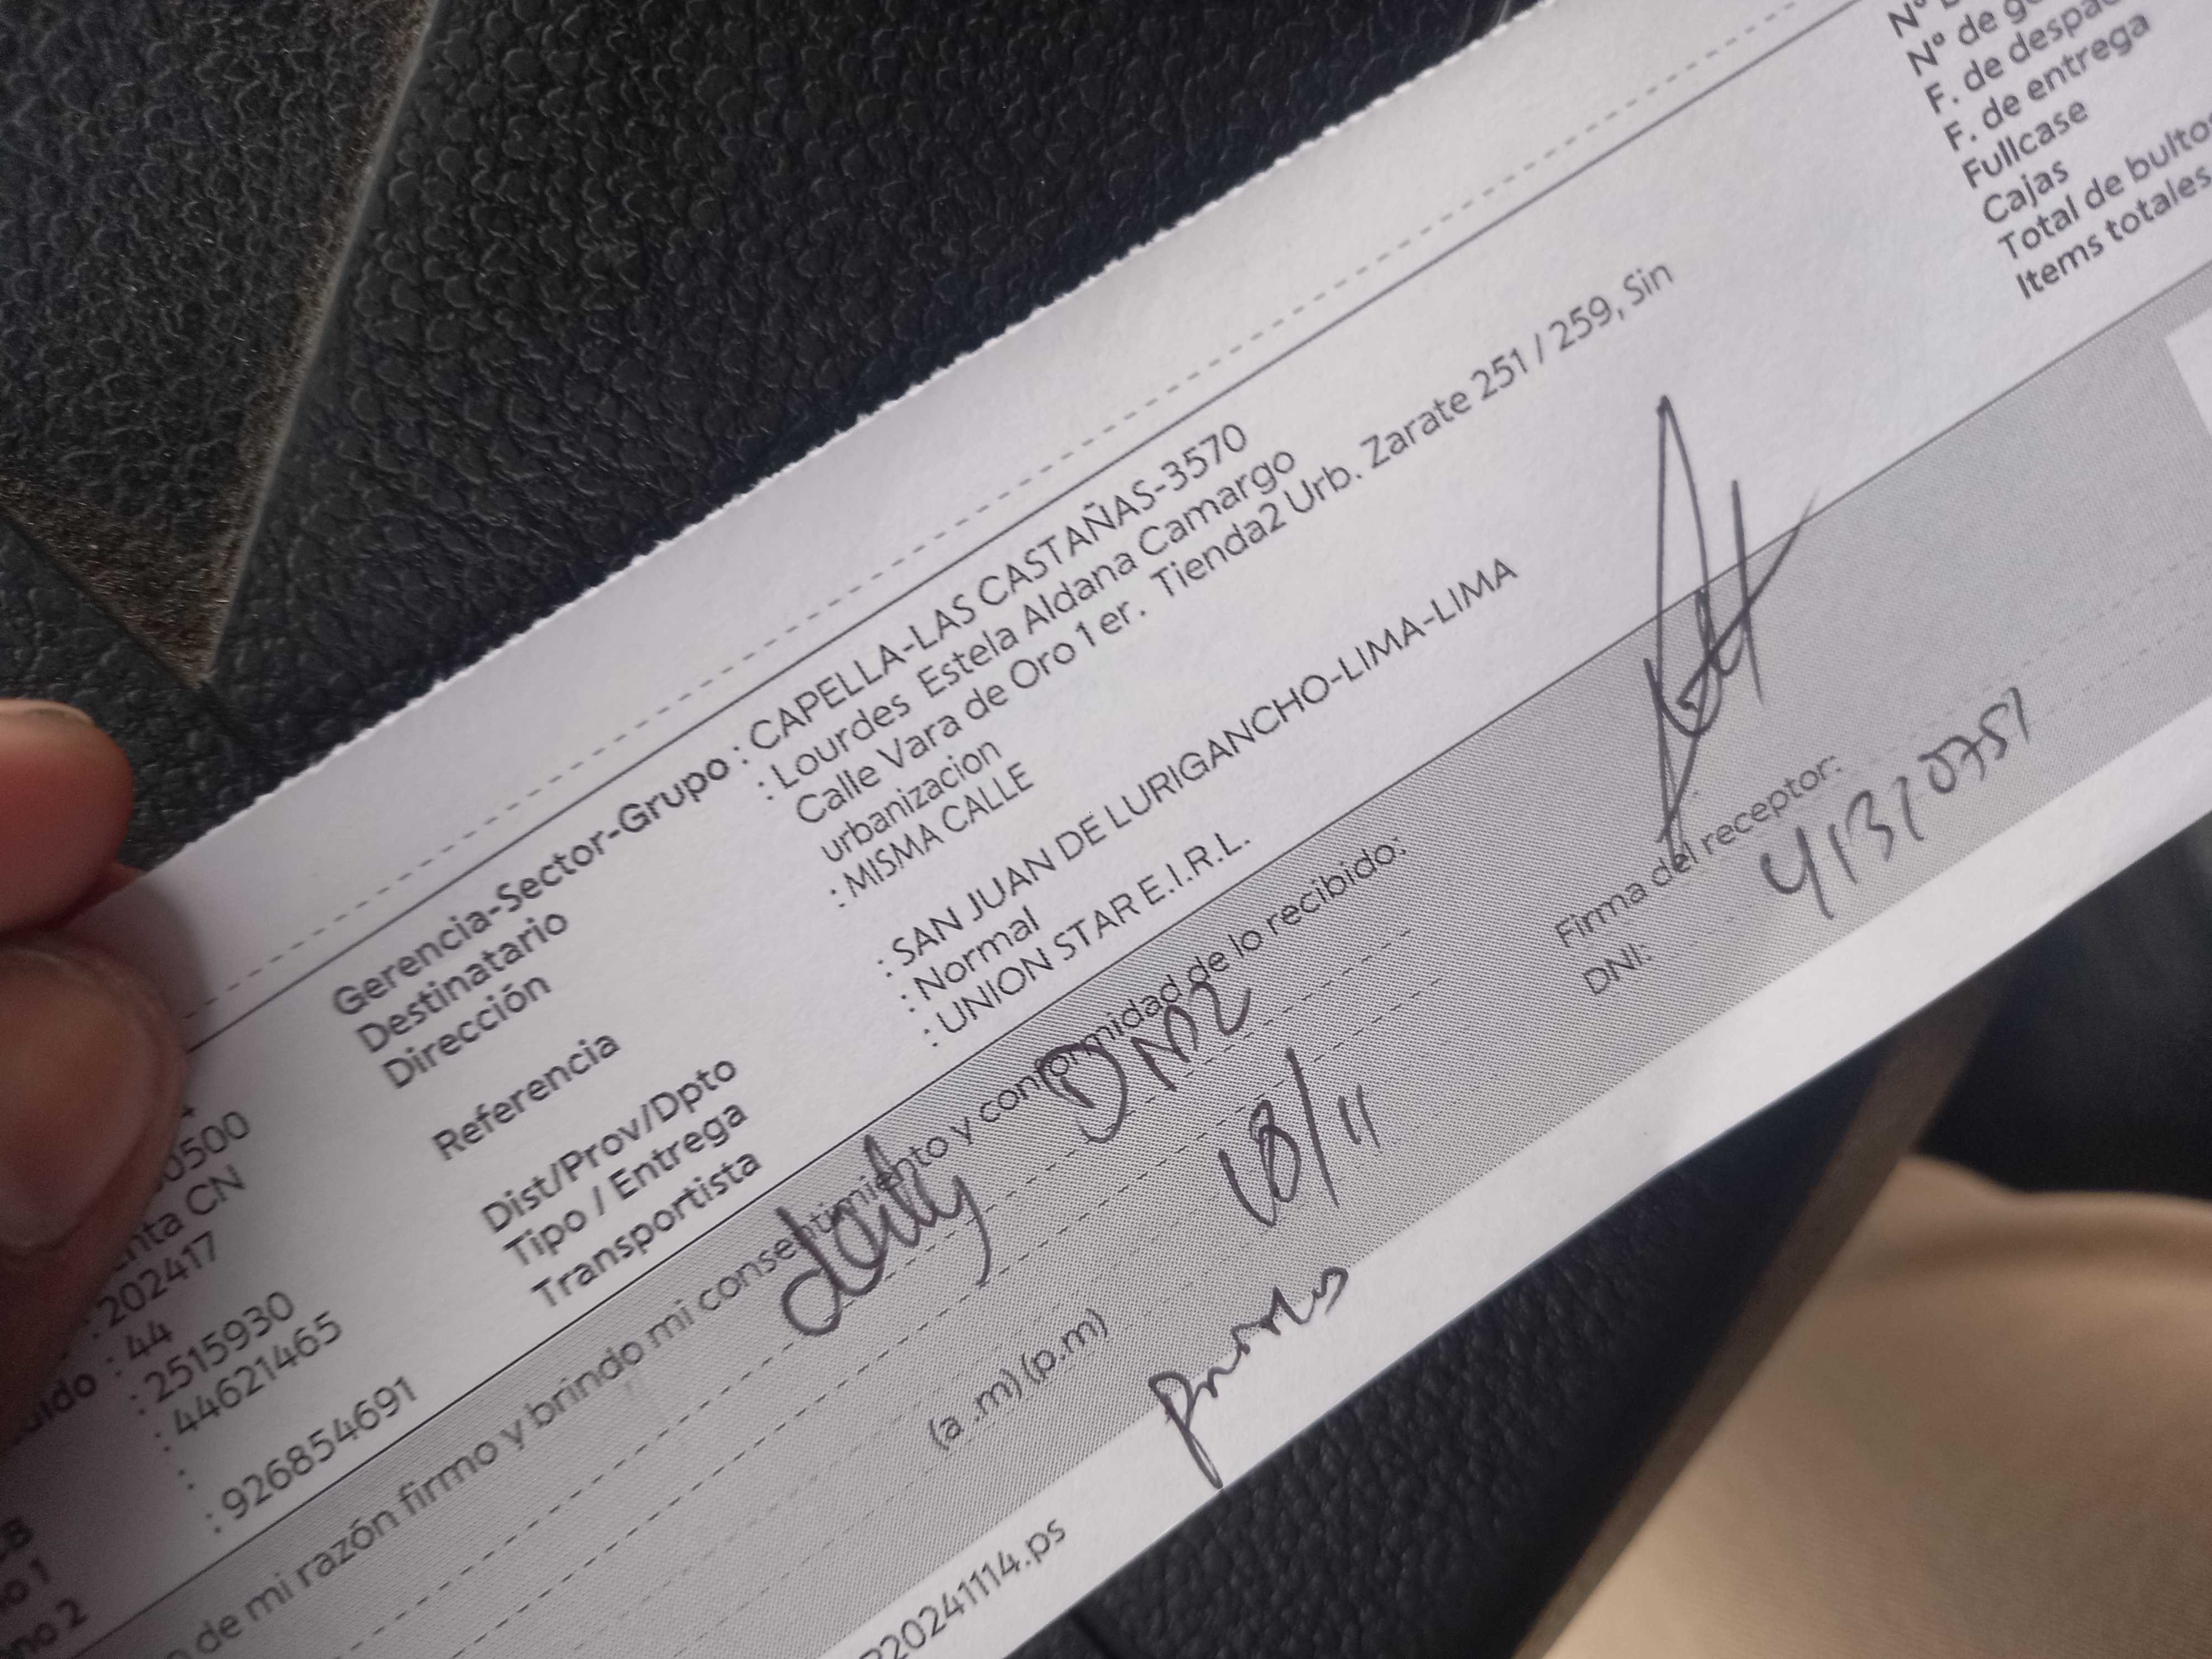 Gerencia-Sector-Grupo : CAPELLA-LAS CASTAÑAS-3570
Destinatario : Lourdes Estela Aldana Camargo
Dirección Calle Vara de Oro 1 er. Tienda2 Urb. Zarate 251 / 259, Sin
urbanizacion
Referencia : MISMA CALLE
Dist/Prov/Dpto : SAN JUAN DE LURIGANCHO-LIMA-LIMA
Tipo / Entrega : Normal
Transportista : UNION STAR E.I.R.L.
0500
CN
: 202417
: 44
: 2515930
: 44621465
:
: 926854691
N°
N° de
F. de
F. de entrega
Fullcase
Cajas
Total de bultos
Items totales
de mi razón firmo y brindo mi consentimiento y conformidad de lo recibido:
18/11
(a .m) (p.m)
Firma del receptor:
DNI:
20241114.ps